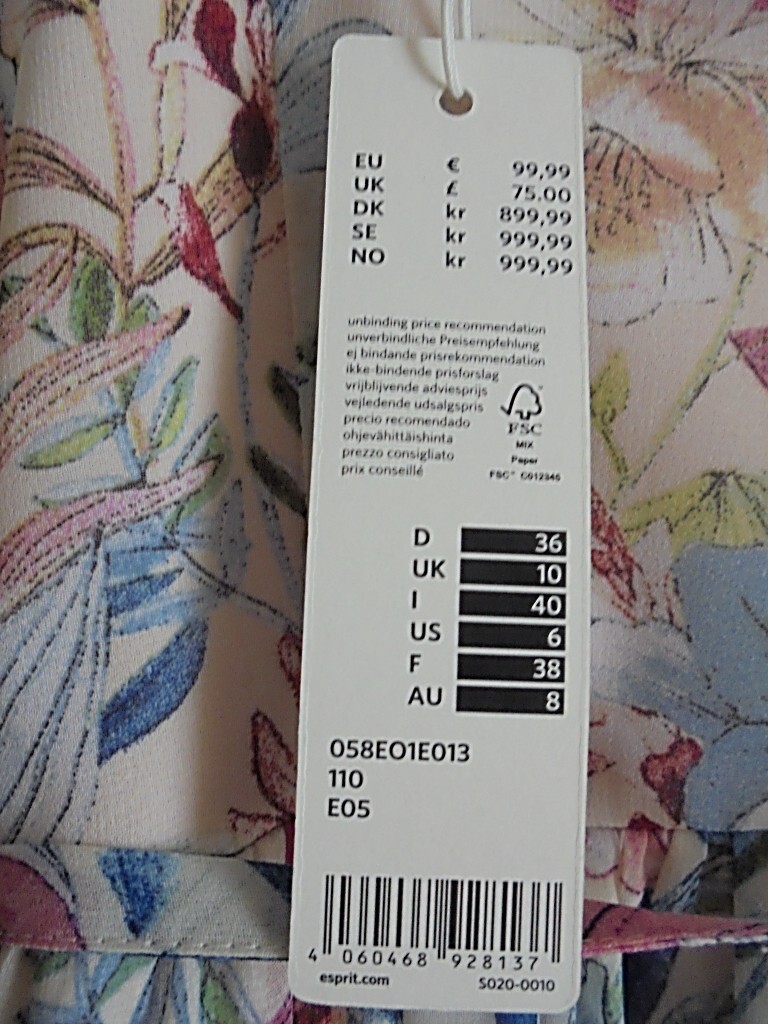 EU € 99,99
UK £ 75.00
DK kr 899,99
SE kr 999,99
NO kr 999,99
unbinding price recommendation
unverbindliche Preisempfehlung
ej bindande prisrekommendation
ikke-bindende prisforslag
vrijblijvende adviesprijs
vejledende udsalgspris
precio recomendado
ohjevähittäishinta
prezzo consigliato
prix conseillé
FSC
MIX
Paper
FSC™ C012345
D 36
UK 10
I 40
US 6
F 38
AU 8
058EO1E013
110
E05
4 060468 928137
esprit.com S020-0010